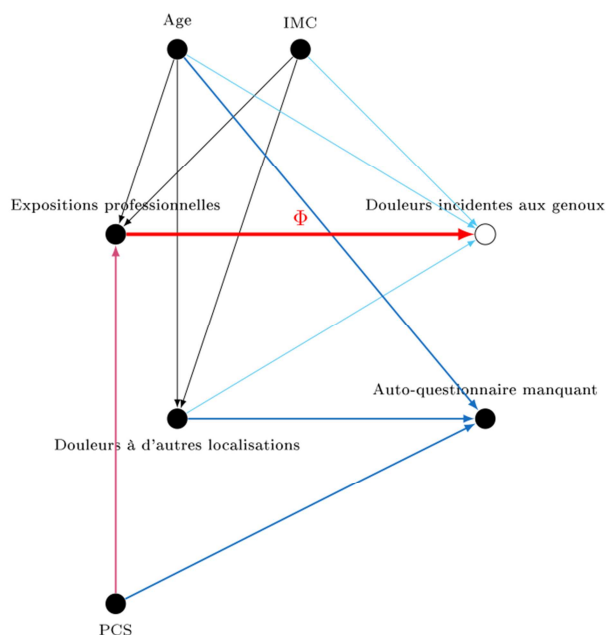 Age
IMC
Expositions professionnelles
Douleurs incidentes aux genoux
Φ
Auto-questionnaire manquant
Douleurs à d'autres localisations
PCS